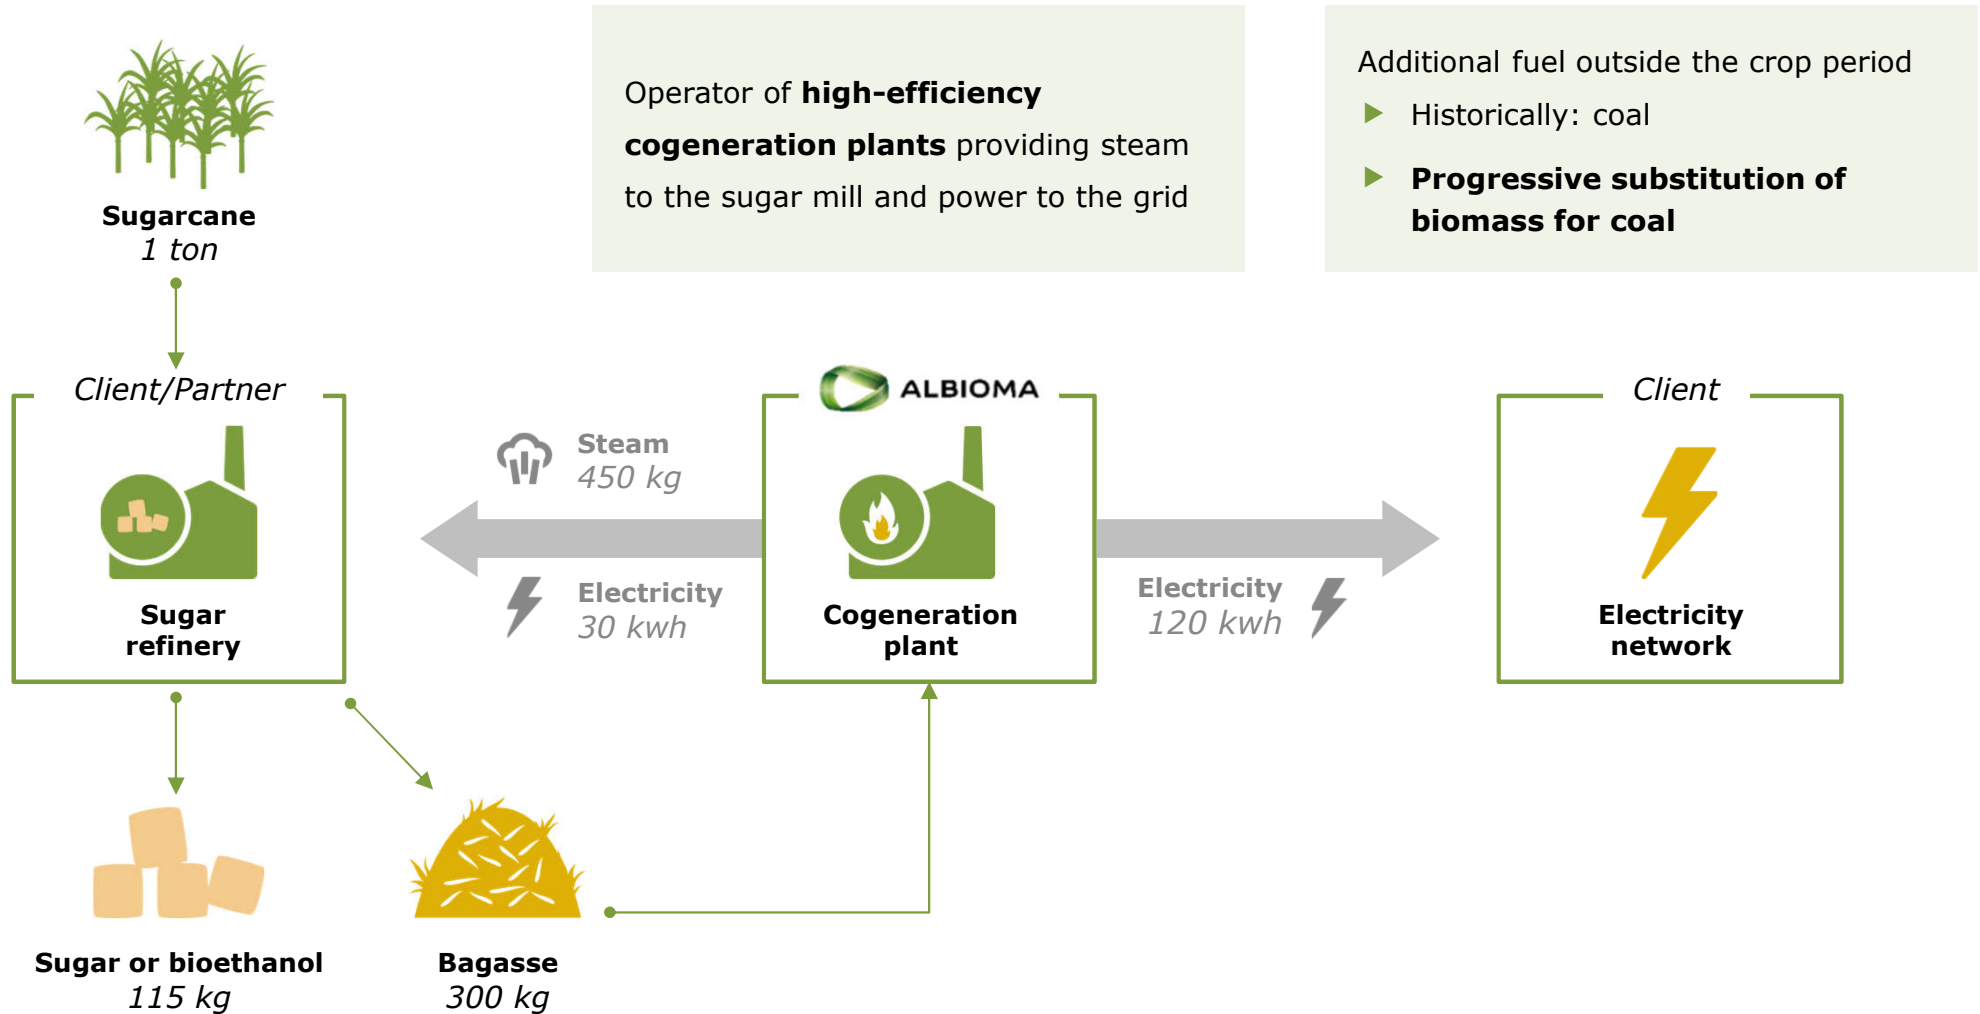 Operator of high-efficiency
cogeneration plants providing steam
to the sugar mill and power to the grid
Additional fuel outside the crop period
Historically: coal
Progressive substitution of
biomass for coal
Sugarcane
1 ton
Client/Partner
Sugar
refinery
Steam
450 kg
Electricity
30 kwh
ALBIOMA
Cogeneration
plant
Electricity
120 kwh
Client
Electricity
network
Sugar or bioethanol
115 kg
Bagasse
300 kg